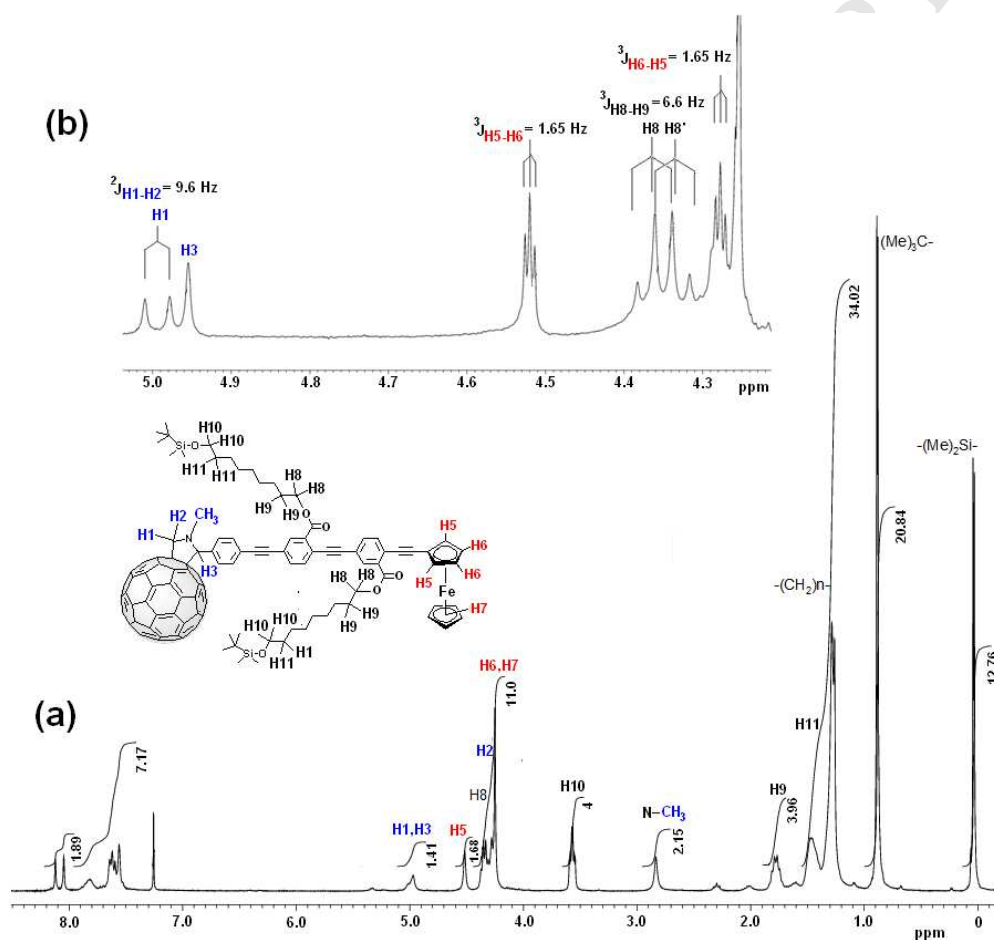 (b)
³J H6-H5 = 1.65 Hz
³J H8-H9 = 6.6 Hz
³J H5-H6 = 1.65 Hz
H8 H8'
²J H1-H2 = 9.6 Hz
H1
H3
5.0 4.9 4.8 4.7 4.6 4.5 4.4 4.3 ppm
(Me)₃C-
34.02
-(Me)₂Si-
20.84
-(CH₂)n-
12.76
H10
Si-O H10
H11 H11
H8
H8
H9 H9 O
O
H2 N CH₃
H1
H3
H5
H6
H6
H5
Fe
H7
H8 H8
O
O
H9
H9
H10 H10
Si O
H11 H1
(a)
H6,H7
11.0
H2
H8
H11
7.17
1.89
H1,H3
1.41
H5
1.68
H10
4
N–CH₃
2.15
H9
3.96
8.0 7.0 6.0 5.0 4.0 3.0 2.0 1.0 ppm -0